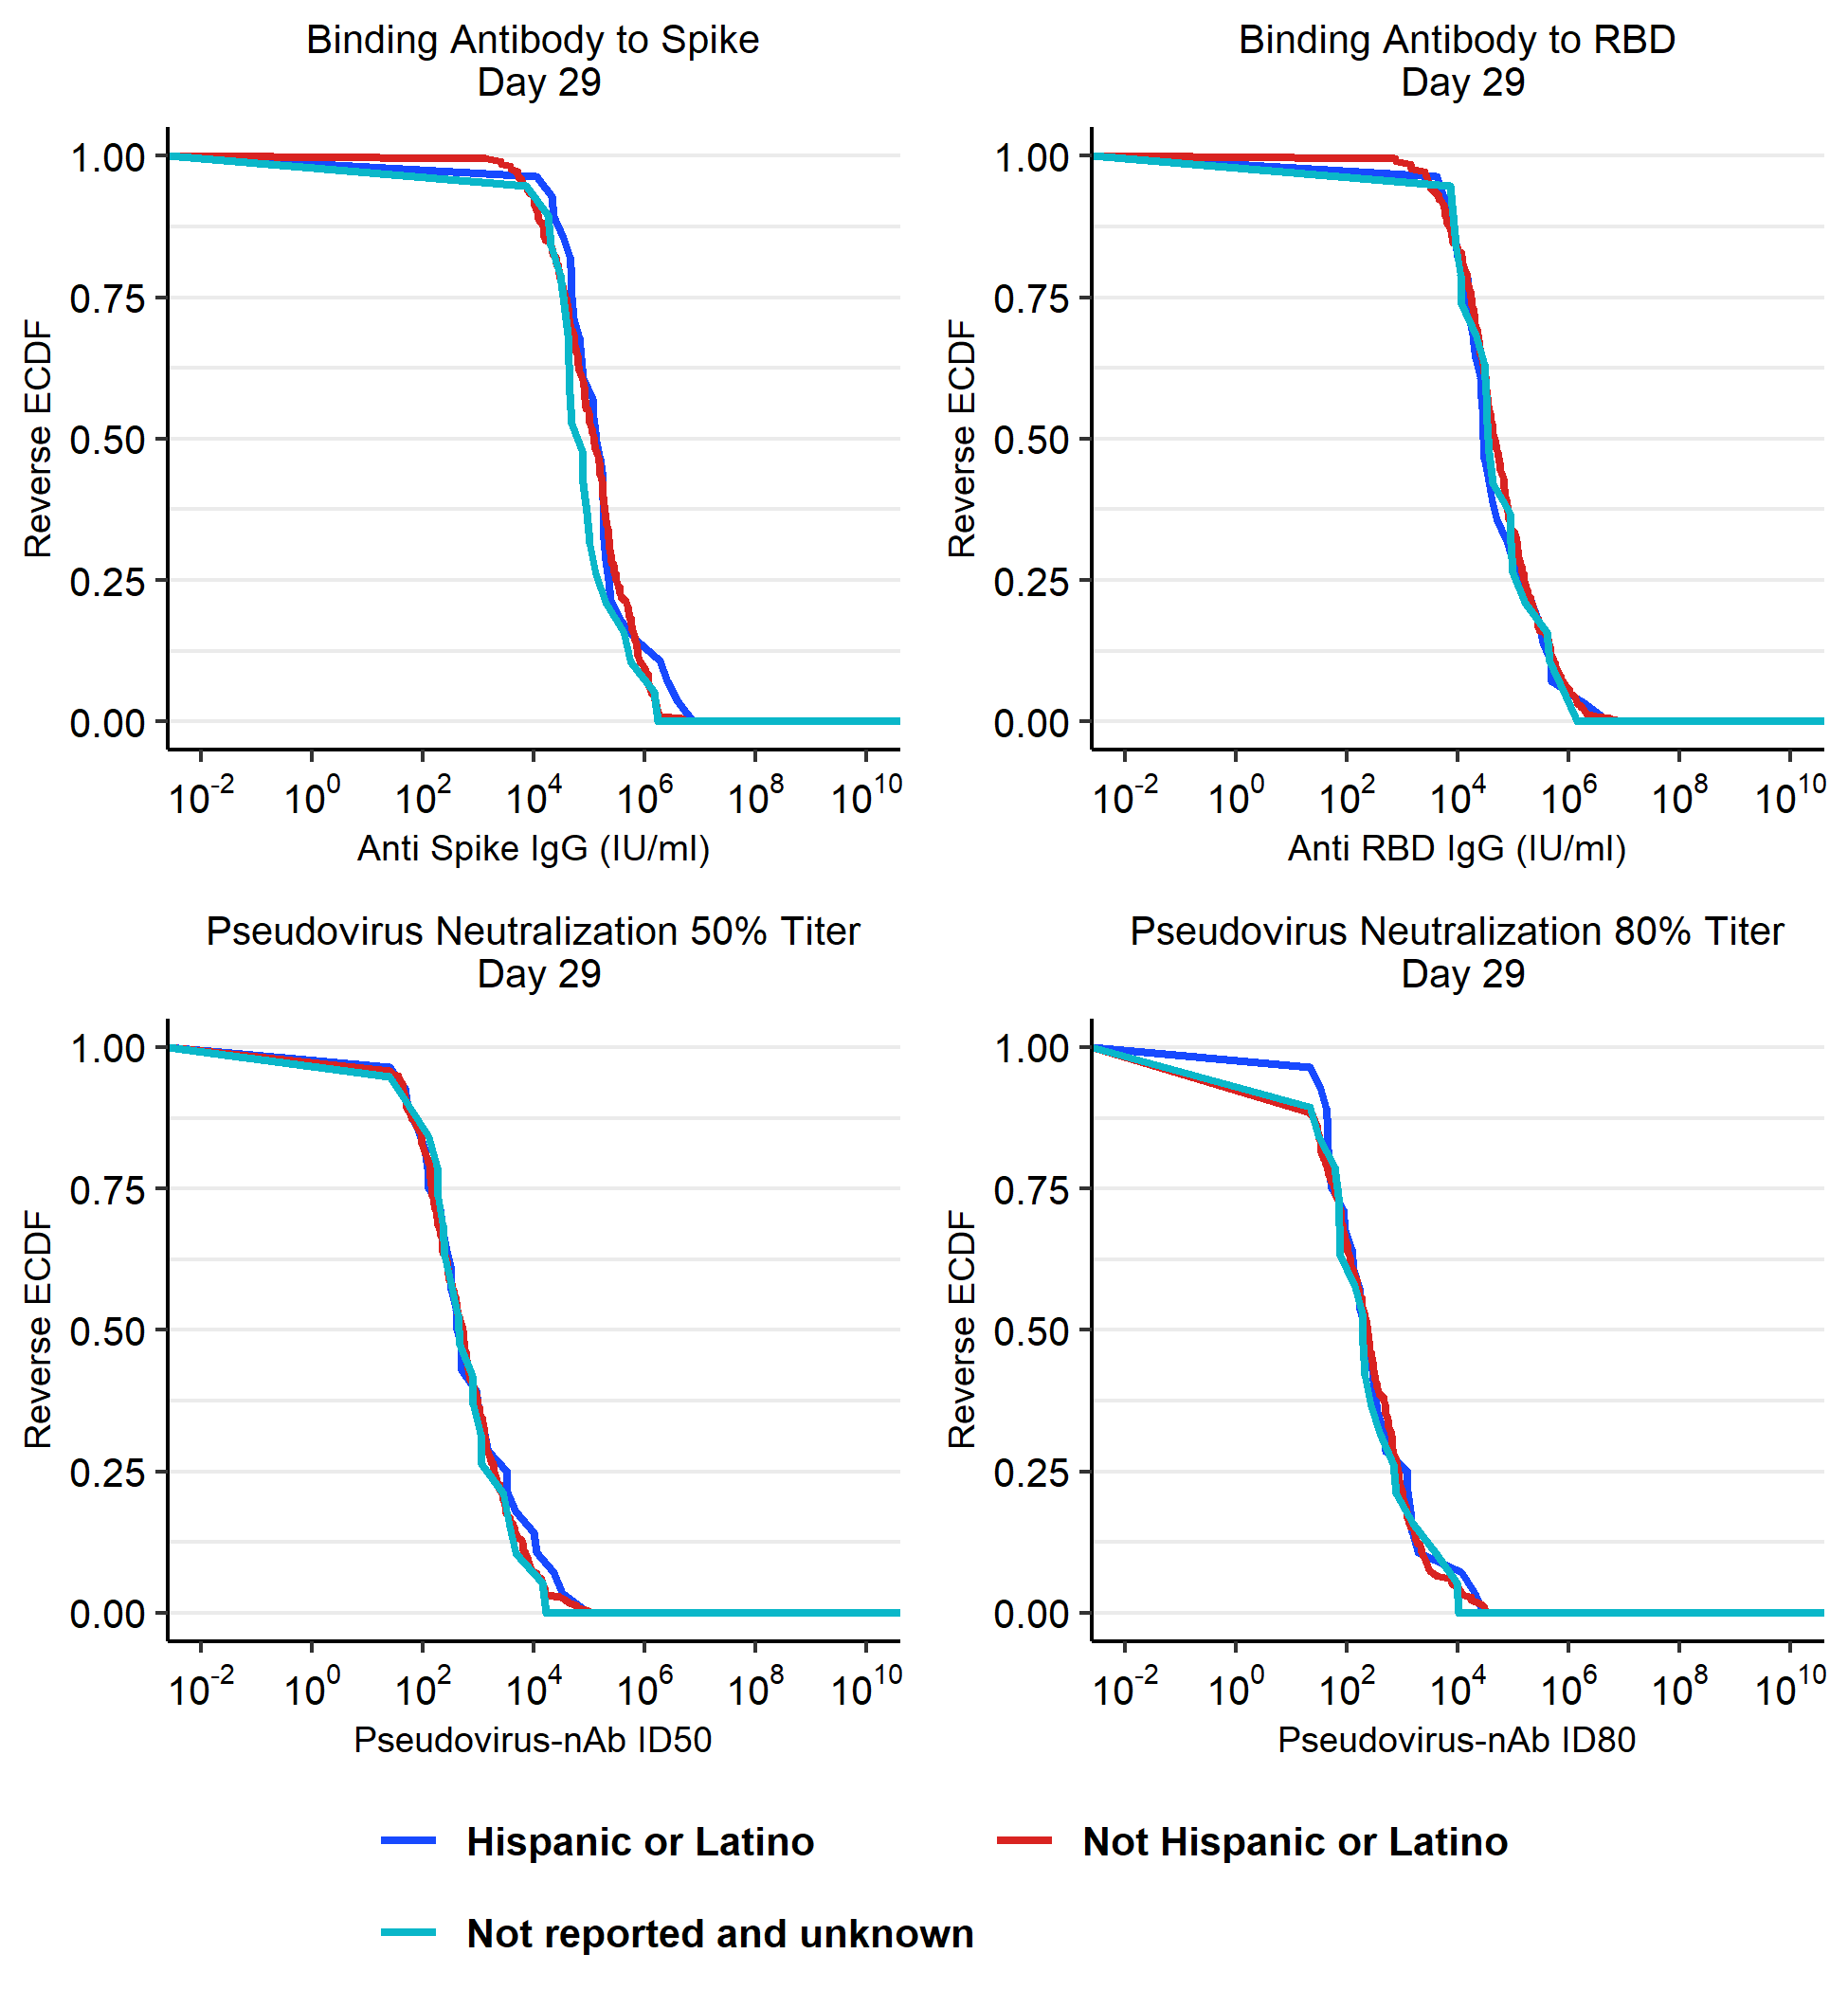 Binding Antibody to Spike
Day 29
1.00
0.75
0.50
0.25
0.00
Reverse ECDF
10^-2 10^0 10^2 10^4 10^6 10^8 10^10
Anti Spike IgG (IU/ml)
Binding Antibody to RBD
Day 29
1.00
0.75
0.50
0.25
0.00
Reverse ECDF
10^-2 10^0 10^2 10^4 10^6 10^8 10^10
Anti RBD IgG (IU/ml)
Pseudovirus Neutralization 50% Titer
Day 29
1.00
0.75
0.50
0.25
0.00
Reverse ECDF
10^-2 10^0 10^2 10^4 10^6 10^8 10^10
Pseudovirus-nAb ID50
Pseudovirus Neutralization 80% Titer
Day 29
1.00
0.75
0.50
0.25
0.00
Reverse ECDF
10^-2 10^0 10^2 10^4 10^6 10^8 10^10
Pseudovirus-nAb ID80
Hispanic or Latino
Not Hispanic or Latino
Not reported and unknown